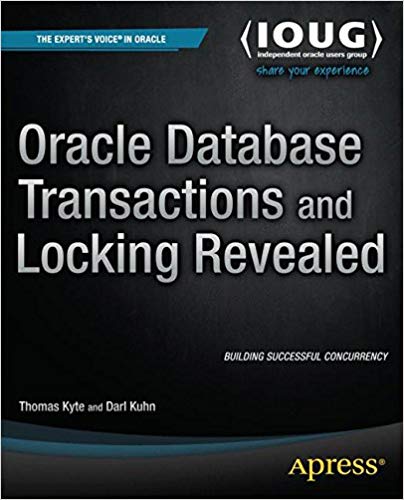 THE EXPERT'S VOICE® IN ORACLE
IOUG
independent oracle users group
share your experience
Oracle Database
Transactions and
Locking Revealed
BUILDING SUCCESSFUL CONCURRENCY
Thomas Kyte and Darl Kuhn
Apress®